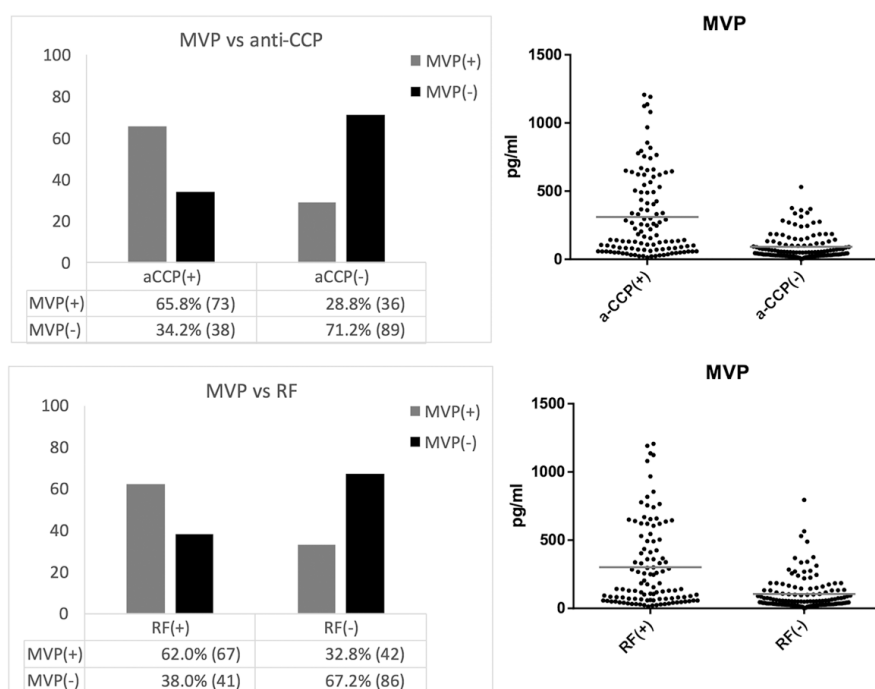 MVP vs anti-CCP
MVP(+)
MVP(-)
100
80
60
40
20
0
aCCP(+) aCCP(-)
MVP(+) 65.8% (73) 28.8% (36)
MVP(-) 34.2% (38) 71.2% (89)
MVP
pg/ml
1500
1000
500
0
a-CCP(+) a-CCP(-)
MVP vs RF
MVP(+)
MVP(-)
100
80
60
40
20
0
RF(+) RF(-)
MVP(+) 62.0% (67) 32.8% (42)
MVP(-) 38.0% (41) 67.2% (86)
MVP
pg/ml
1500
1000
500
0
RF(+) RF(-)